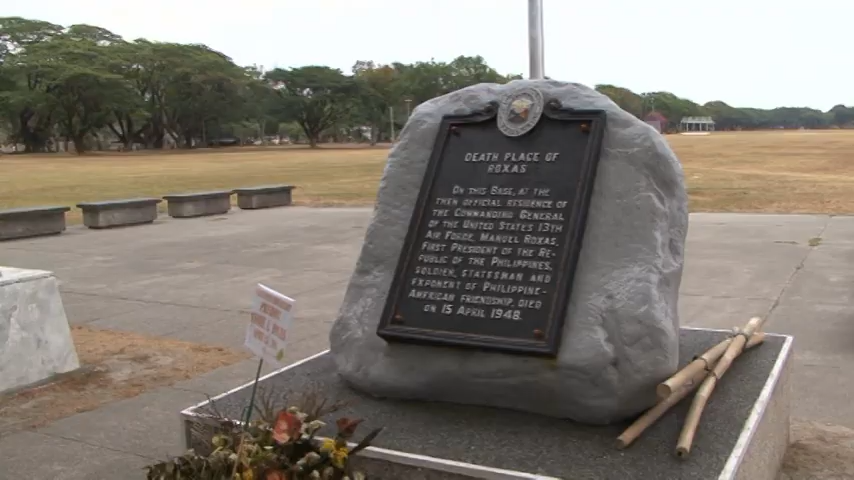 DEATH PLACE OF
ROXAS
ON THIS BASE, AT THE
THEN OFFICIAL RESIDENCE OF
THE COMMANDING GENERAL
OF THE UNITED STATES 13TH
AIR FORCE, MANUEL ROXAS,
FIRST PRESIDENT OF THE RE-
PUBLIC OF THE PHILIPPINES,
SOLDIER, STATESMAN AND
EXPONENT OF PHILIPPINE-
AMERICAN FRIENDSHIP, DIED
ON 15 APRIL 1948.